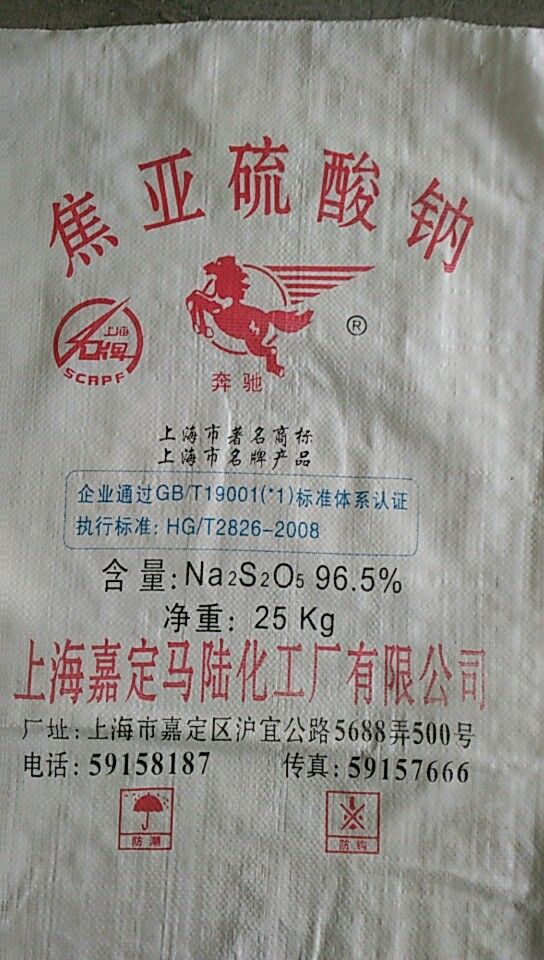 焦亚硫酸钠
上海
名牌
SCRPF
®
奔驰
上海市著名商标
上海市名牌产品
企业通过GB/T19001(*1)标准体系认证
执行标准: HG/T2826-2008
含量: Na₂S₂O₅ 96.5%
净重: 25 Kg
上海嘉定马陆化工厂有限公司
厂址: 上海市嘉定区沪宜公路5688弄500号
电话: 59158187 传真: 59157666
防潮 防钩